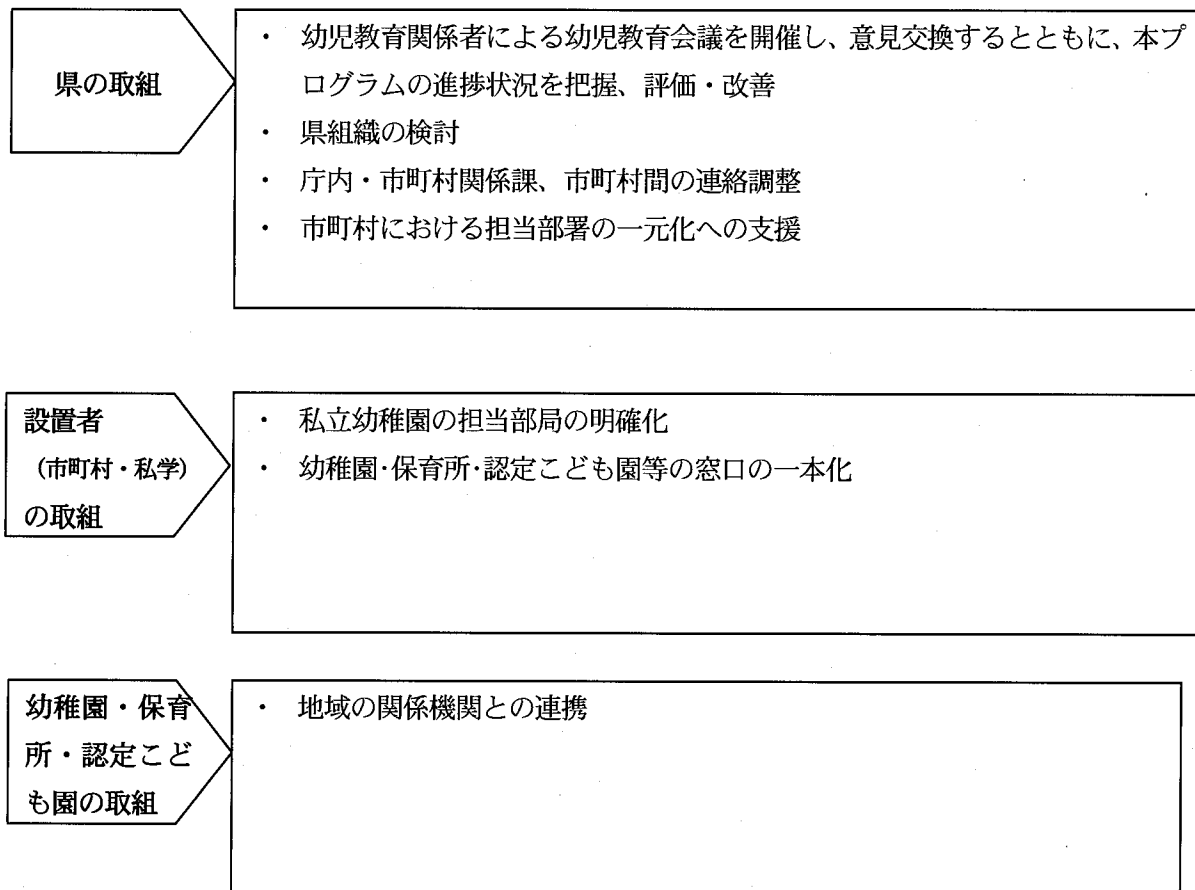 県の取組
・ 幼児教育関係者による幼児教育会議を開催し、意見交換するとともに、本プ
ログラムの進捗状況を把握、評価・改善
・ 県組織の検討
・ 庁内・市町村関係課、市町村間の連絡調整
・ 市町村における担当部署の一元化への支援
設置者
(市町村・私学)
の取組
・ 私立幼稚園の担当部局の明確化
・ 幼稚園･保育所･認定こども園等の窓口の一本化
幼稚園・保育
所・認定こど
も園の取組
・ 地域の関係機関との連携